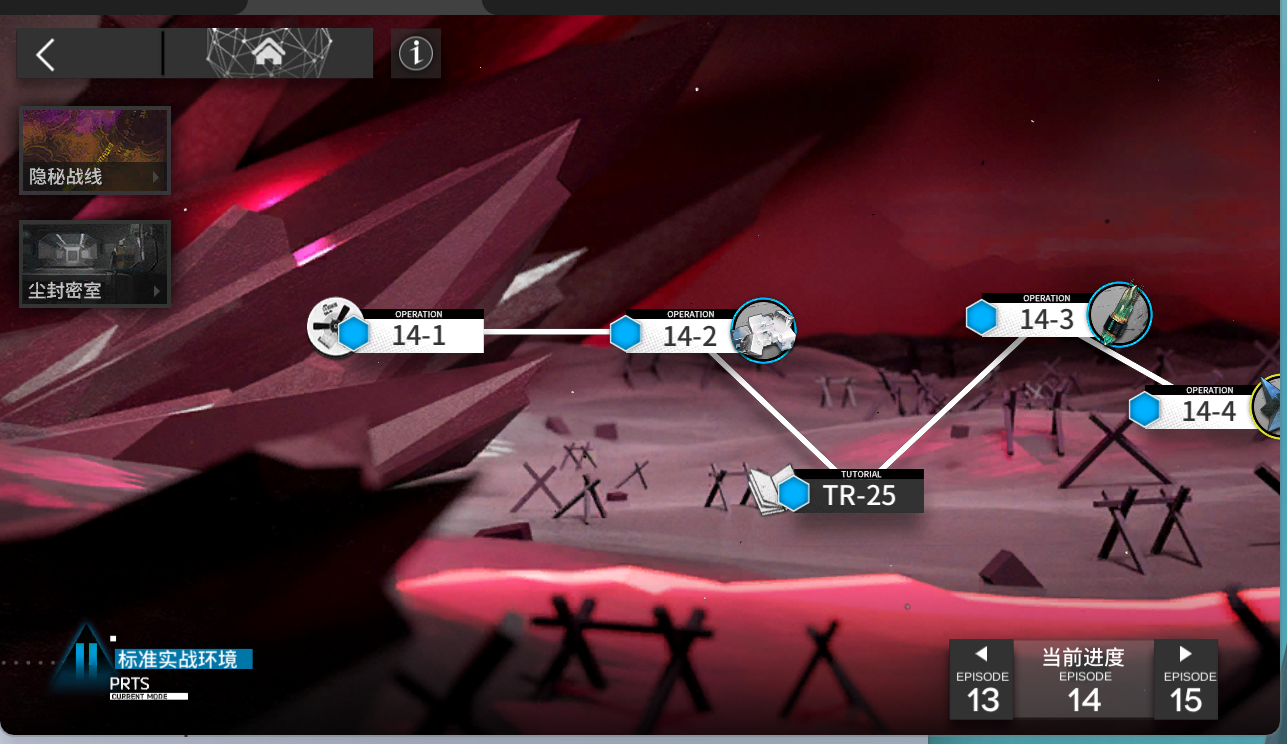 隐秘战线
尘封密室
OPERATION
14-1
OPERATION
14-2
OPERATION
14-3
OPERATION
14-4
TUTORIAL
TR-25
标准实战环境
PRTS
CURRENT MODE
EPISODE
13
当前进度
EPISODE
14
EPISODE
15